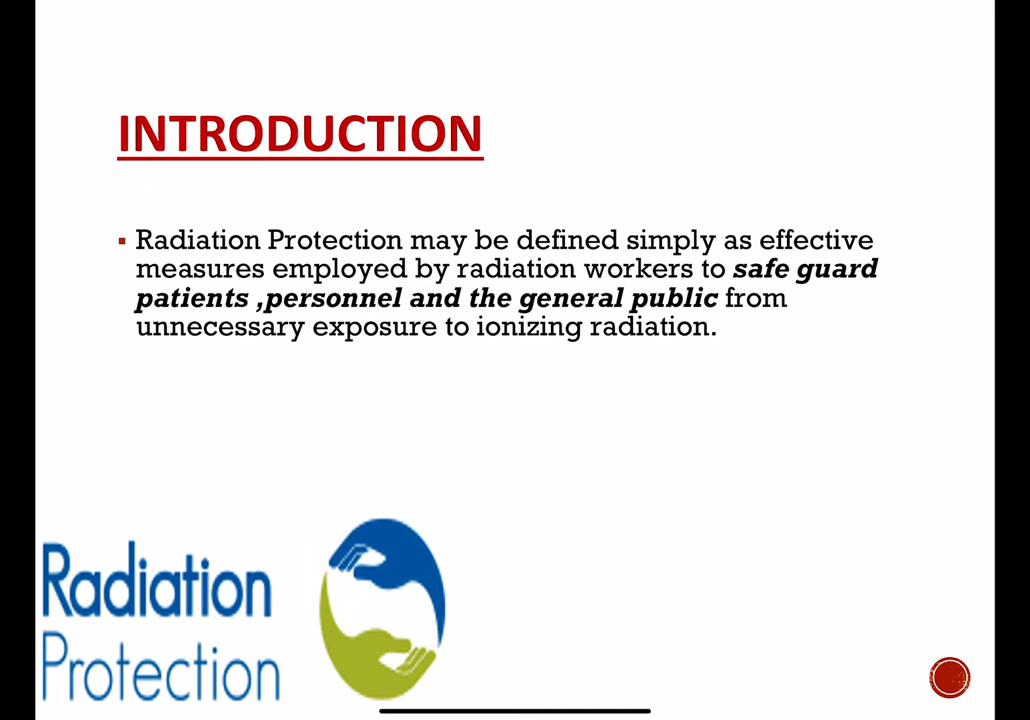 INTRODUCTION
▪ Radiation Protection may be defined simply as effective
measures employed by radiation workers to safe guard
patients ,personnel and the general public from
unnecessary exposure to ionizing radiation.
Radiation
Protection